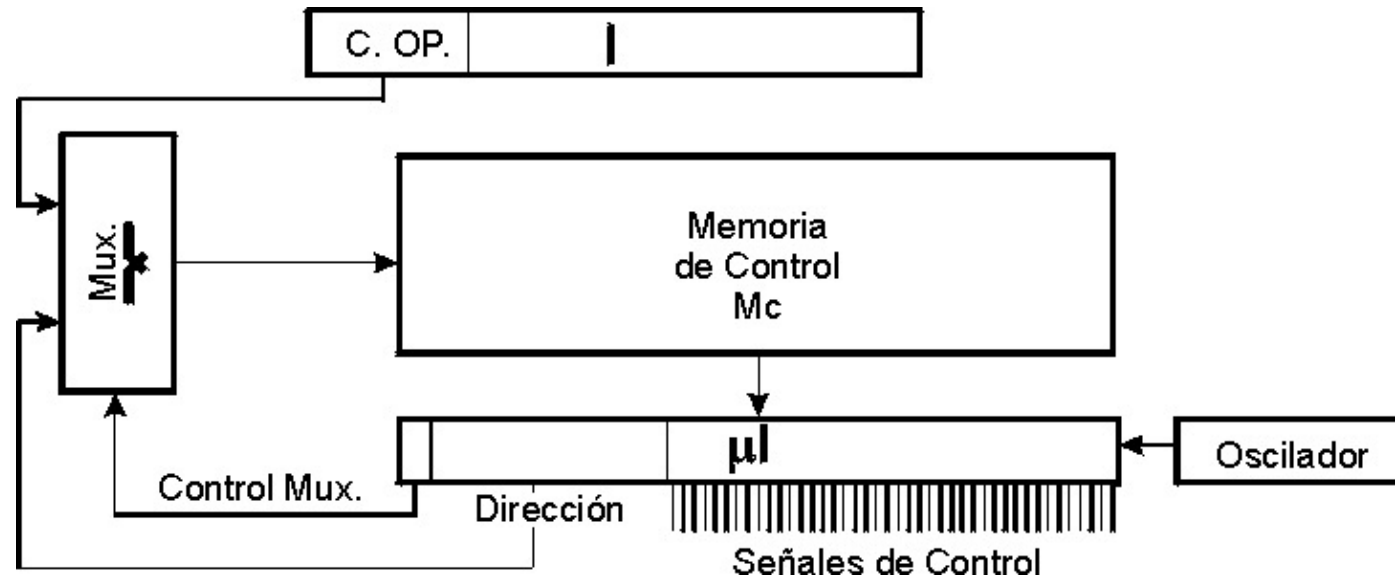 C. OP.
I
Mux.
x
Memoria
de Control
Mc
μI
Oscilador
Control Mux.
Dirección
Señales de Control